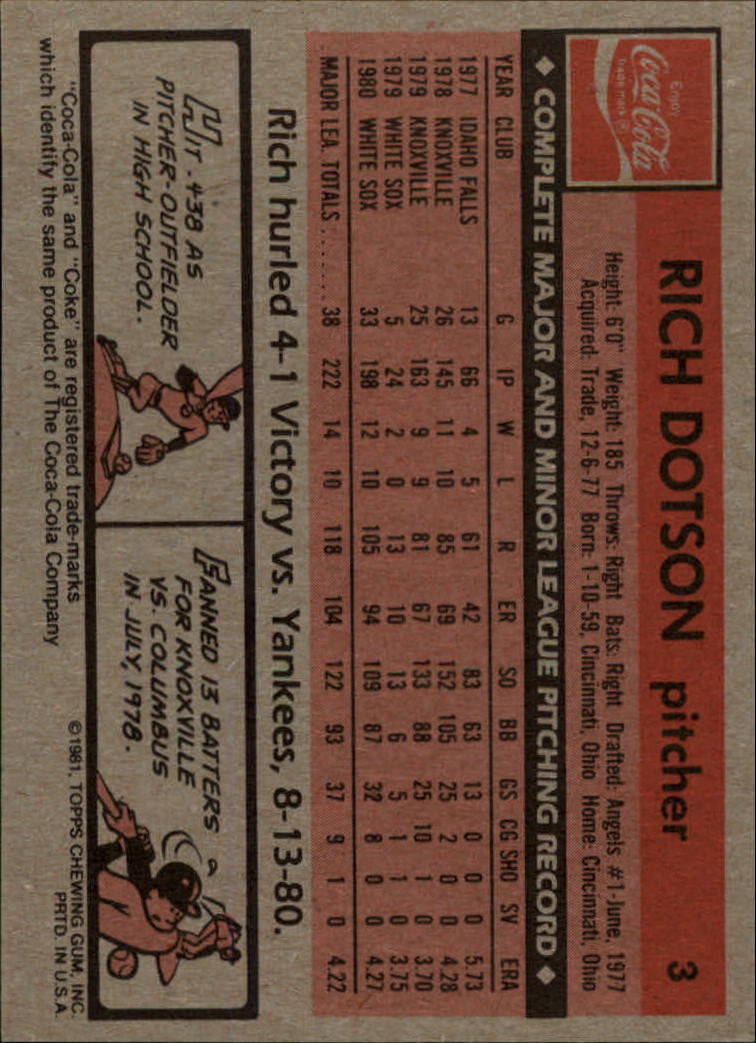 Enjoy
Coca-Cola
Trade mark ®
RICH DOTSON pitcher 3
Height: 6'0" Weight: 185 Throws: Right Bats: Right Drafted: Angels #1-June, 1977
Acquired: Trade, 12-6-77 Born: 1-10-59, Cincinnati, Ohio Home: Cincinnati, Ohio
◆ COMPLETE MAJOR AND MINOR LEAGUE PITCHING RECORD ◆
YEAR CLUB G IP W L R ER SO BB GS CG SHO SV ERA
1977 IDAHO FALLS 13 66 4 5 61 42 83 63 13 0 0 0 5.73
1978 KNOXVILLE 26 145 11 10 85 69 152 105 25 2 0 0 4.28
1979 KNOXVILLE 25 163 9 9 81 67 133 88 25 10 1 0 3.70
1979 WHITE SOX 5 24 2 0 13 10 13 6 5 1 1 0 3.75
1980 WHITE SOX 33 198 12 10 105 94 109 87 32 8 0 0 4.27
MAJOR LEA. TOTALS ....... 38 222 14 10 118 104 122 93 37 9 1 0 4.22
Rich hurled 4-1 Victory vs. Yankees, 8-13-80.
HIT .438 AS
PITCHER-OUTFIELDER
IN HIGH SCHOOL.
FANNED 13 BATTERS
FOR KNOXVILLE
VS. COLUMBUS
IN JULY, 1978.
"Coca-Cola" and "Coke" are registered trade-marks
which identify the same product of The Coca-Cola Company
©1981, TOPPS CHEWING GUM, INC.
PRTD. IN U.S.A.